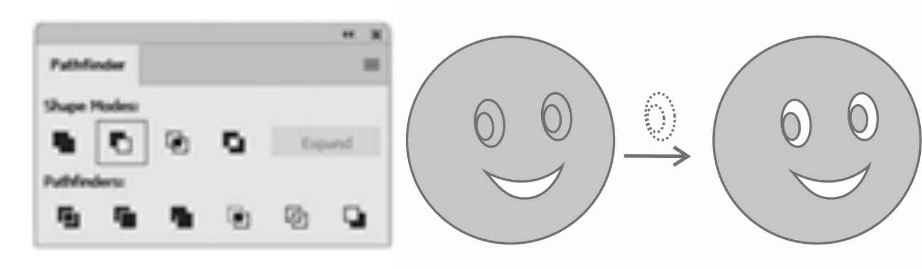 Pathfinder
Shape Modes:
Expand
Pathfinders: